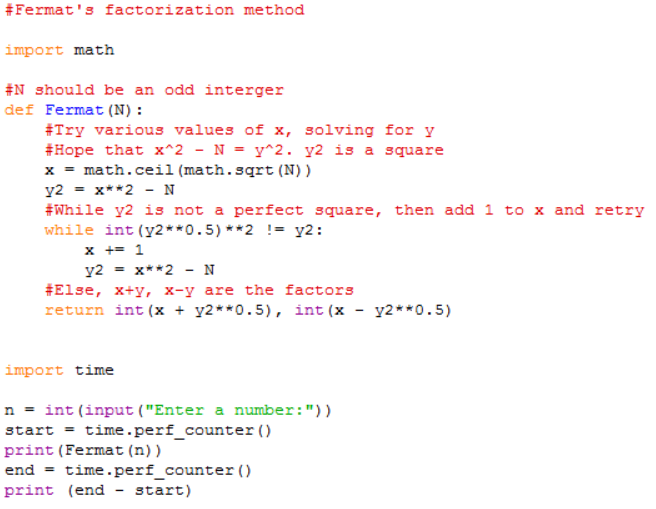 #Fermat's factorization method
import math
#N should be an odd interger
def Fermat(N):
    #Try various values of x, solving for y
    #Hope that x^2 - N = y^2. y2 is a square
    x = math.ceil(math.sqrt(N))
    y2 = x**2 - N
    #While y2 is not a perfect square, then add 1 to x and retry
    while int(y2**0.5)**2 != y2:
        x += 1
        y2 = x**2 - N
    #Else, x+y, x-y are the factors
    return int(x + y2**0.5), int(x - y2**0.5)
import time
n = int(input("Enter a number:"))
start = time.perf_counter()
print(Fermat(n))
end = time.perf_counter()
print (end - start)